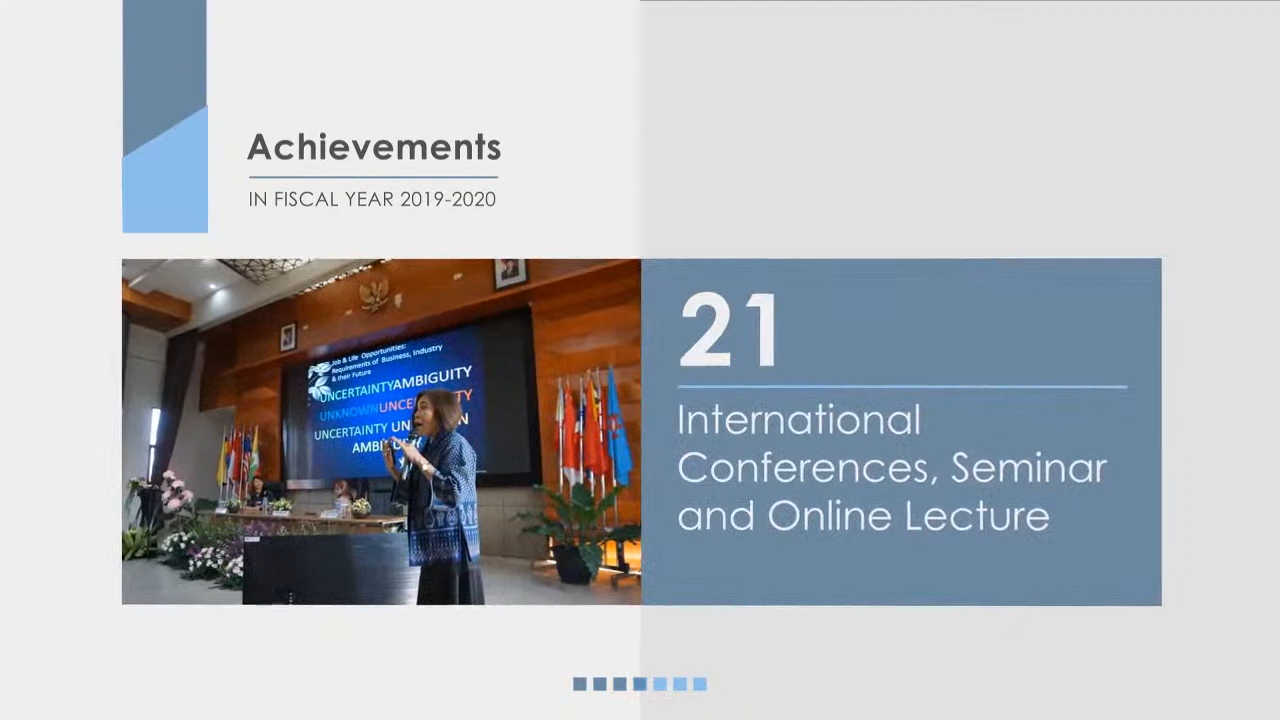 Achievements
IN FISCAL YEAR 2019-2020
21
International
Conferences, Seminar
and Online Lecture
Job & Life Opportunities:
Requirements of Business, Industry
& their Future
UNCERTAINTYAMBIGUITY
UNKNOWN
UNCERTAINTY